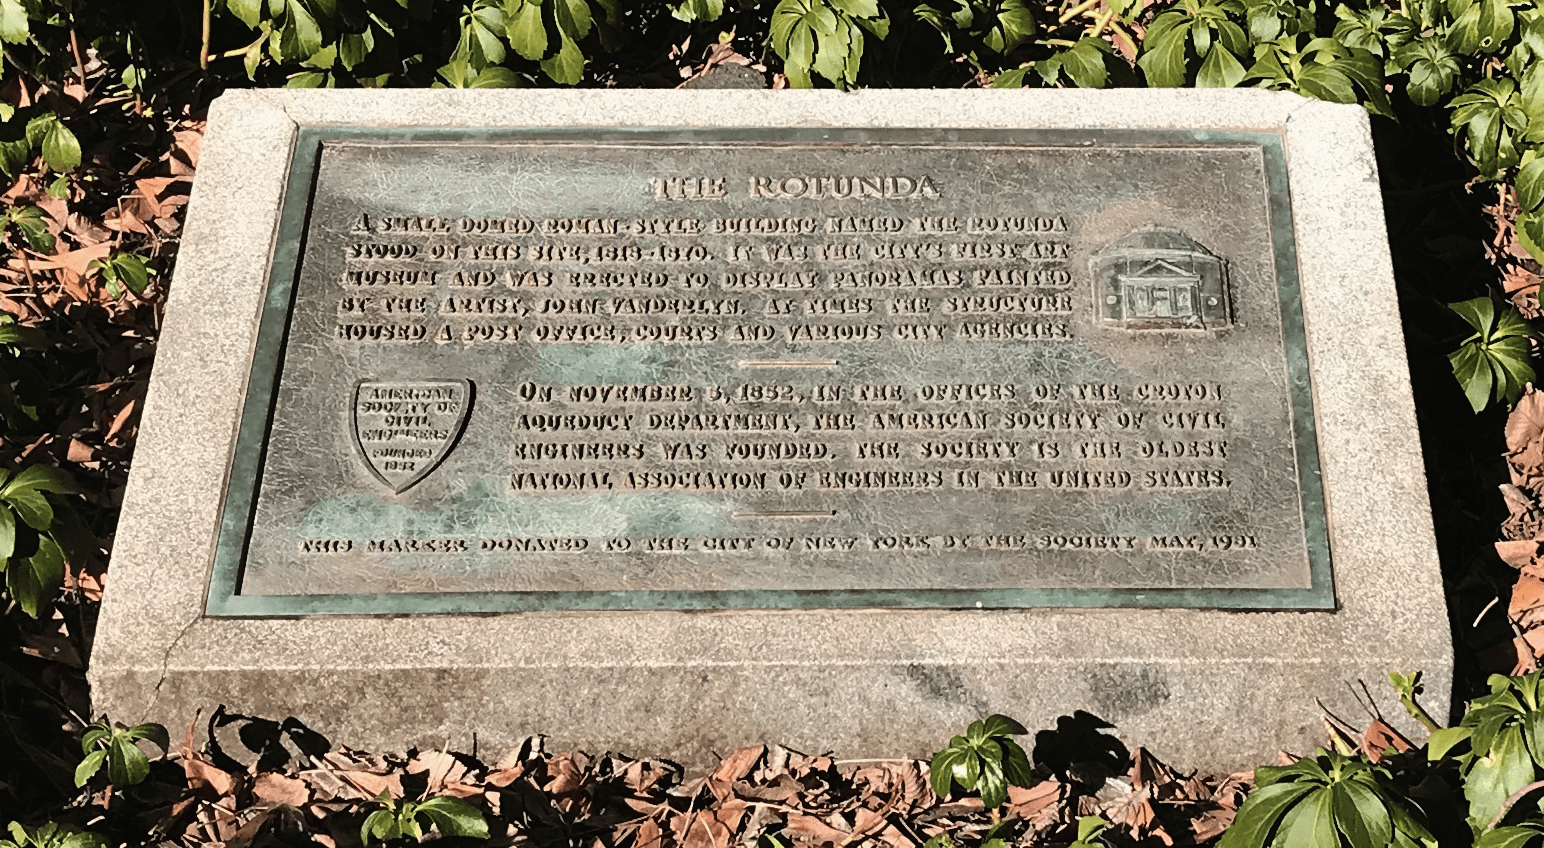 THE ROTUNDA
A SMALL DOMED ROMAN-STYLE BUILDING NAMED THE ROTUNDA
STOOD ON THIS SITE, 1818-1870. IT WAS THE CITY'S FIRST ART
MUSEUM AND WAS ERECTED TO DISPLAY PANORAMAS PAINTED
BY THE ARTIST, JOHN VANDERLYN. AT TIMES THE STRUCTURE
HOUSED A POST OFFICE, COURTS AND VARIOUS CITY AGENCIES.
AMERICAN
SOCIETY OF
CIVIL
ENGINEERS
FOUNDED
1852
ON NOVEMBER 5, 1852, IN THE OFFICES OF THE CROTON
AQUEDUCT DEPARTMENT, THE AMERICAN SOCIETY OF CIVIL
ENGINEERS WAS FOUNDED. THE SOCIETY IS THE OLDEST
NATIONAL ASSOCIATION OF ENGINEERS IN THE UNITED STATES.
THIS MARKER DONATED TO THE CITY OF NEW YORK BY THE SOCIETY MAY, 1981